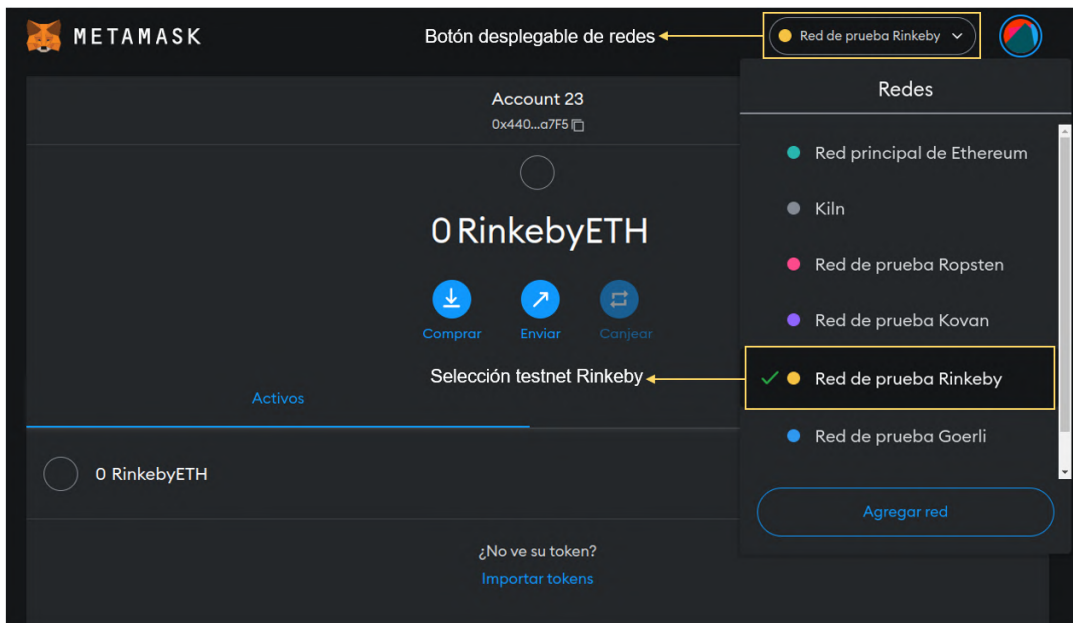 METAMASK
Botón desplegable de redes
Red de prueba Rinkeby
Account 23
0x440...a7F5
0 RinkebyETH
Comprar
Enviar
Canjear
Selección testnet Rinkeby
Activos
0 RinkebyETH
¿No ve su token?
Importar tokens
Redes
Red principal de Ethereum
Kiln
Red de prueba Ropsten
Red de prueba Kovan
Red de prueba Rinkeby
Red de prueba Goerli
Agregar red